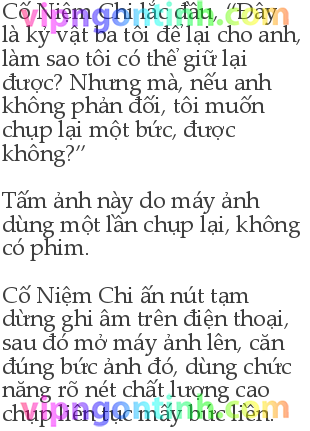 Cố Niệm Chi lắc đầu, “Đây
là kỷ vật ba tôi để lại cho anh,
làm sao tôi có thể giữ lại
được? Nhưng mà, nếu anh
không phản đối, tôi muốn
chụp lại một bức, được
không?”
Tấm ảnh này do máy ảnh
dùng một lần chụp lại, không
có phim.
Cố Niệm Chi ấn nút tạm
dừng ghi âm trên điện thoại,
sau đó mở máy ảnh lên, căn
đúng bức ảnh đó, dùng chức
năng rõ nét chất lượng cao
chụp liên tục mấy bức liền.
vipngontinh.com
vipngontinh.com